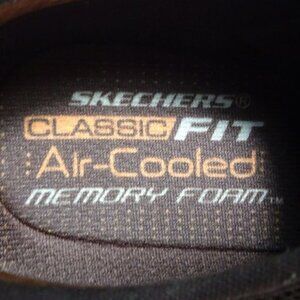 SKECHERS®
CLASSIC FIT
Air-Cooled
MEMORY FOAM™